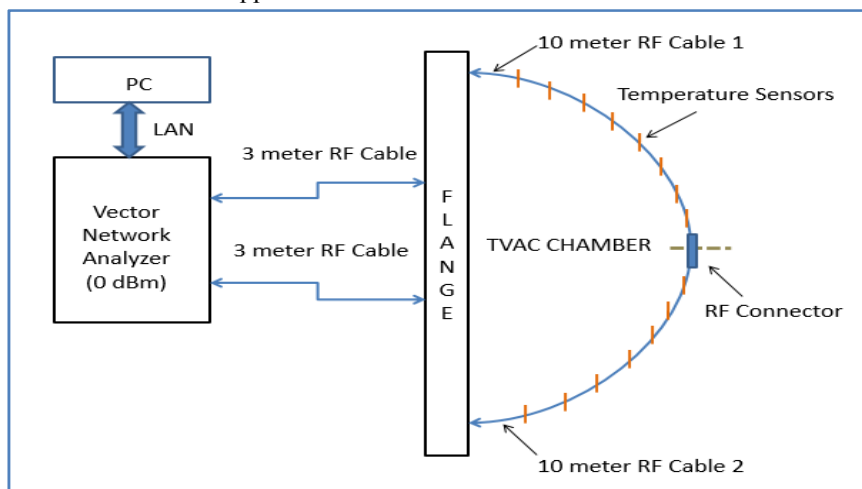 10 meter RF Cable 1
PC
Temperature Sensors
LAN
3 meter RF Cable
Vector
Network
Analyzer
(0 dBm)
FLANGE
TVAC CHAMBER
3 meter RF Cable
RF Connector
10 meter RF Cable 2